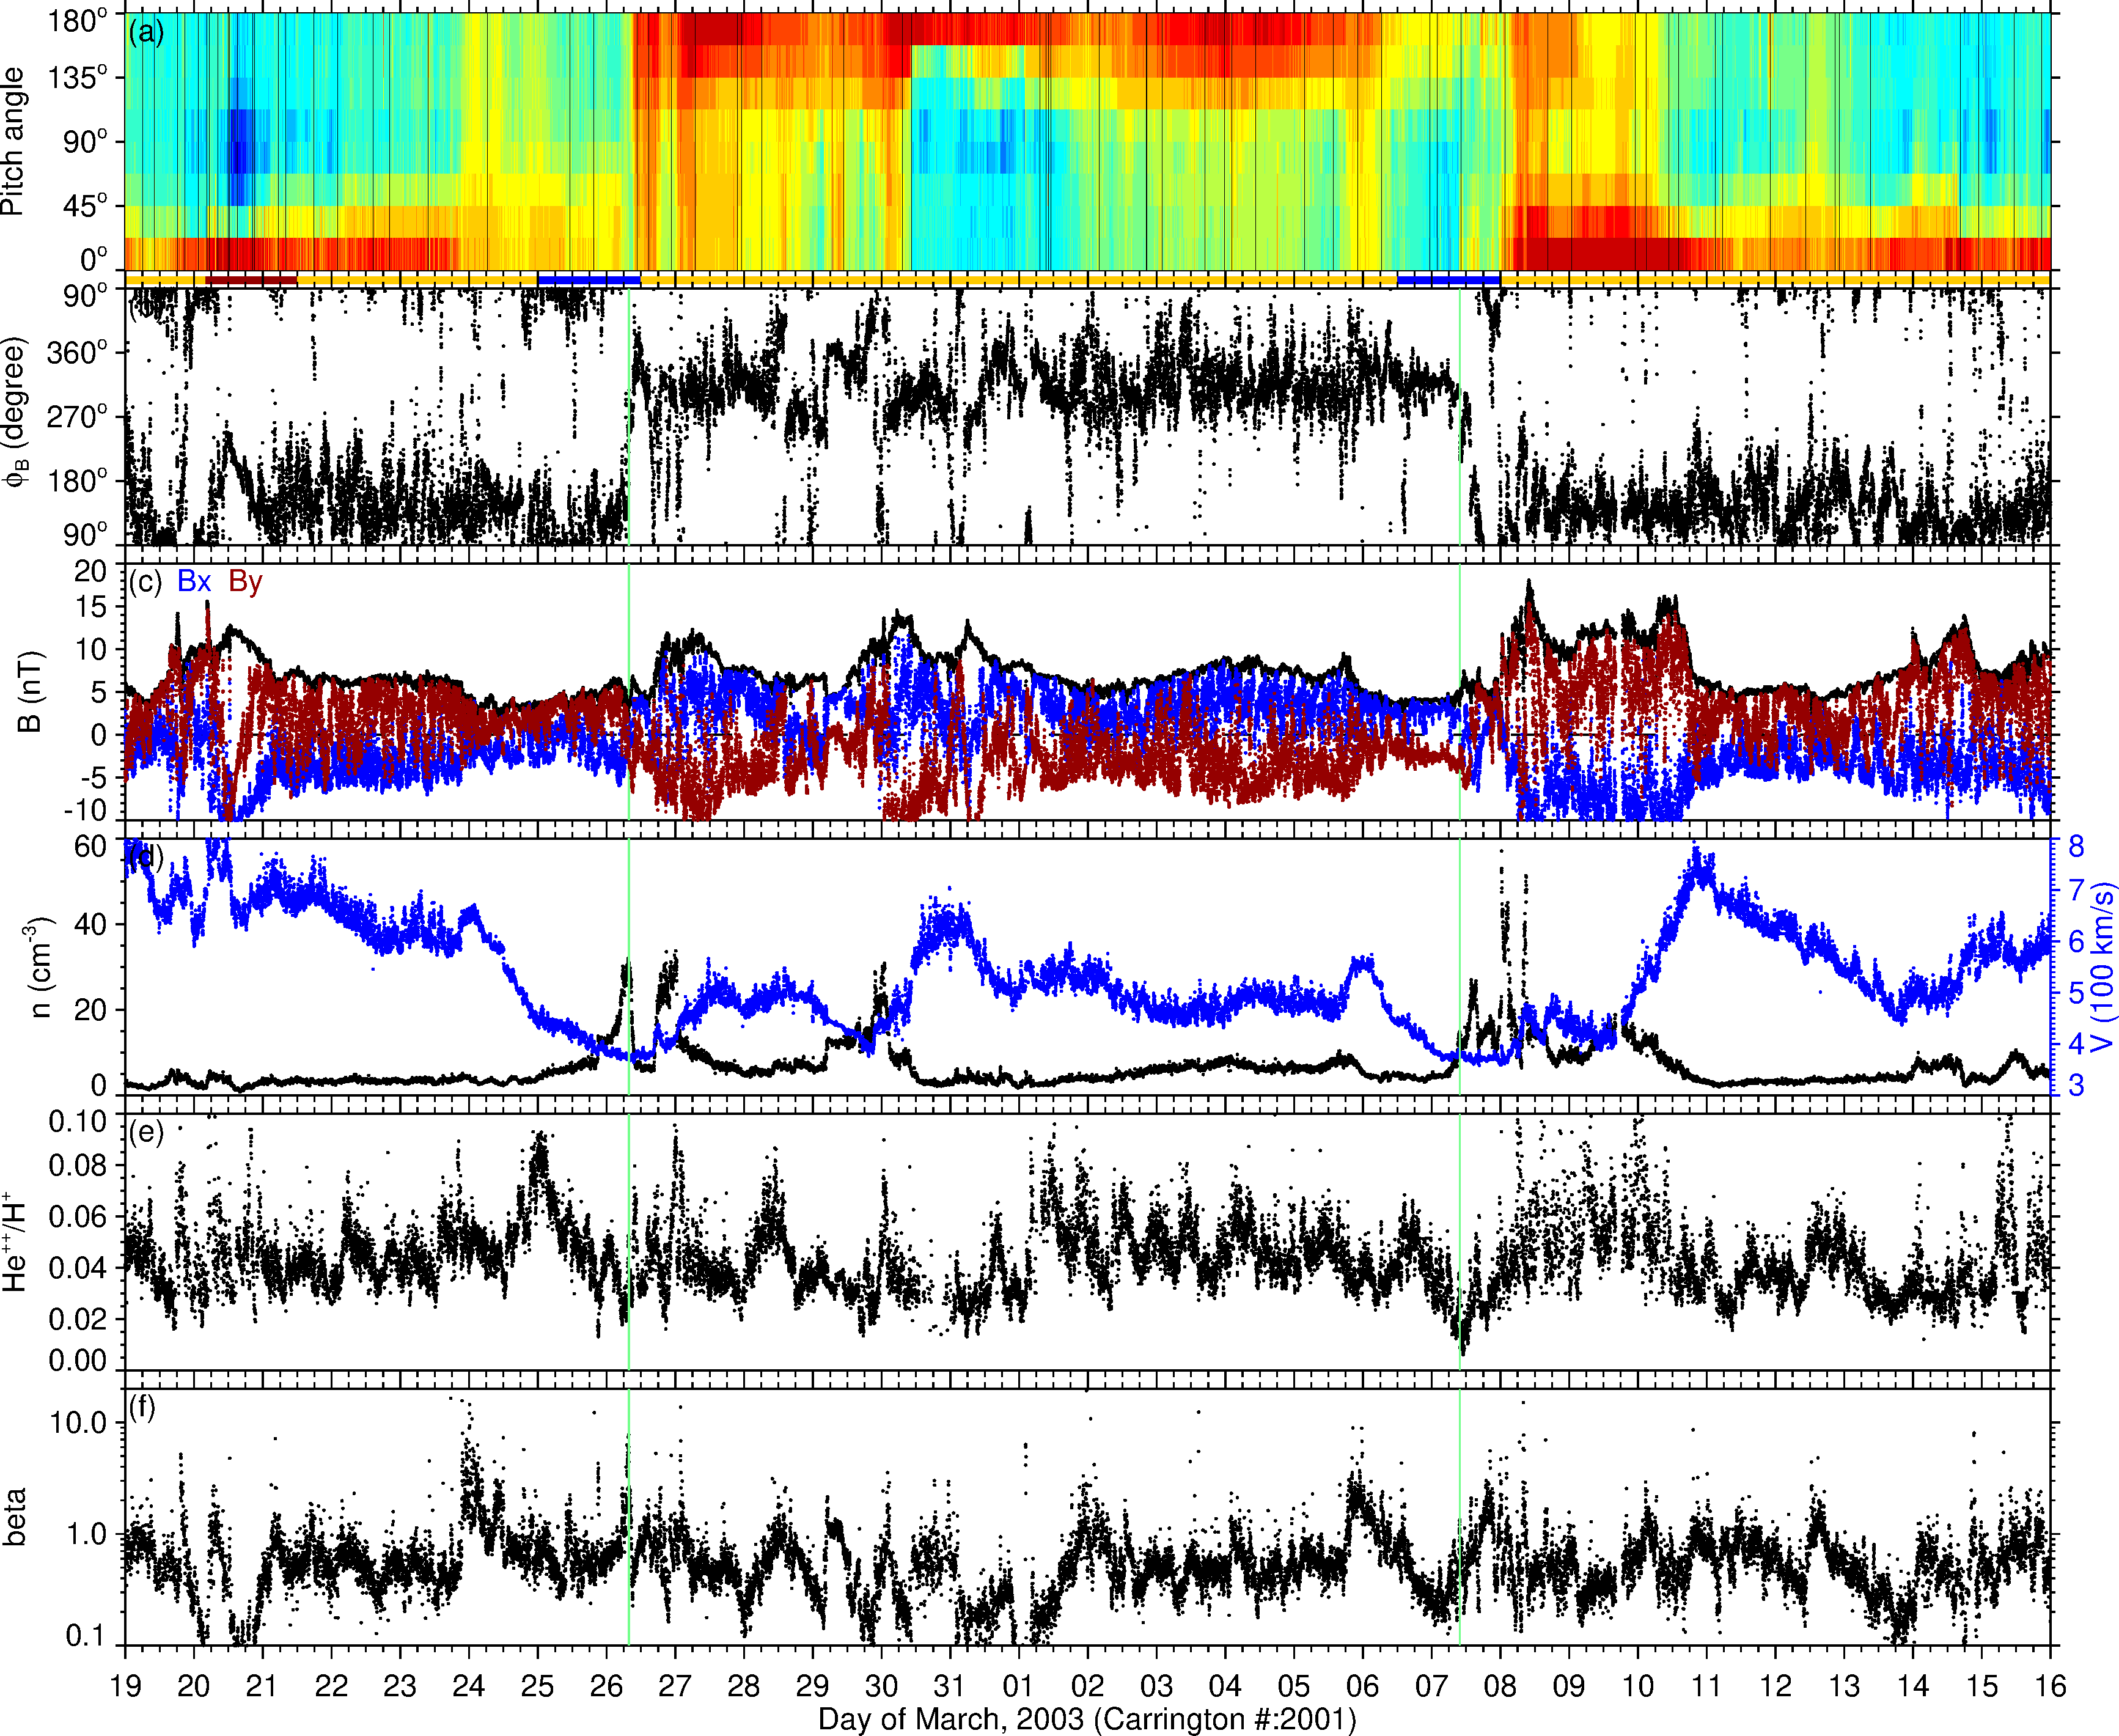 (a)
180°
135°
90°
45°
0°
Pitch angle
90°
360°
270°
180°
90°
ϕB (degree)
(c) Bx By
20
15
10
5
0
-5
-10
B (nT)
(d)
60
40
20
0
n (cm-3)
8
7
6
5
4
3
V (100 km/s)
(e)
0.10
0.08
0.06
0.04
0.02
0.00
He++/H+
(f)
10.0
1.0
0.1
beta
19 20 21 22 23 24 25 26 27 28 29 30 31 01 02 03 04 05 06 07 08 09 10 11 12 13 14 15 16
Day of March, 2003 (Carrington #:2001)